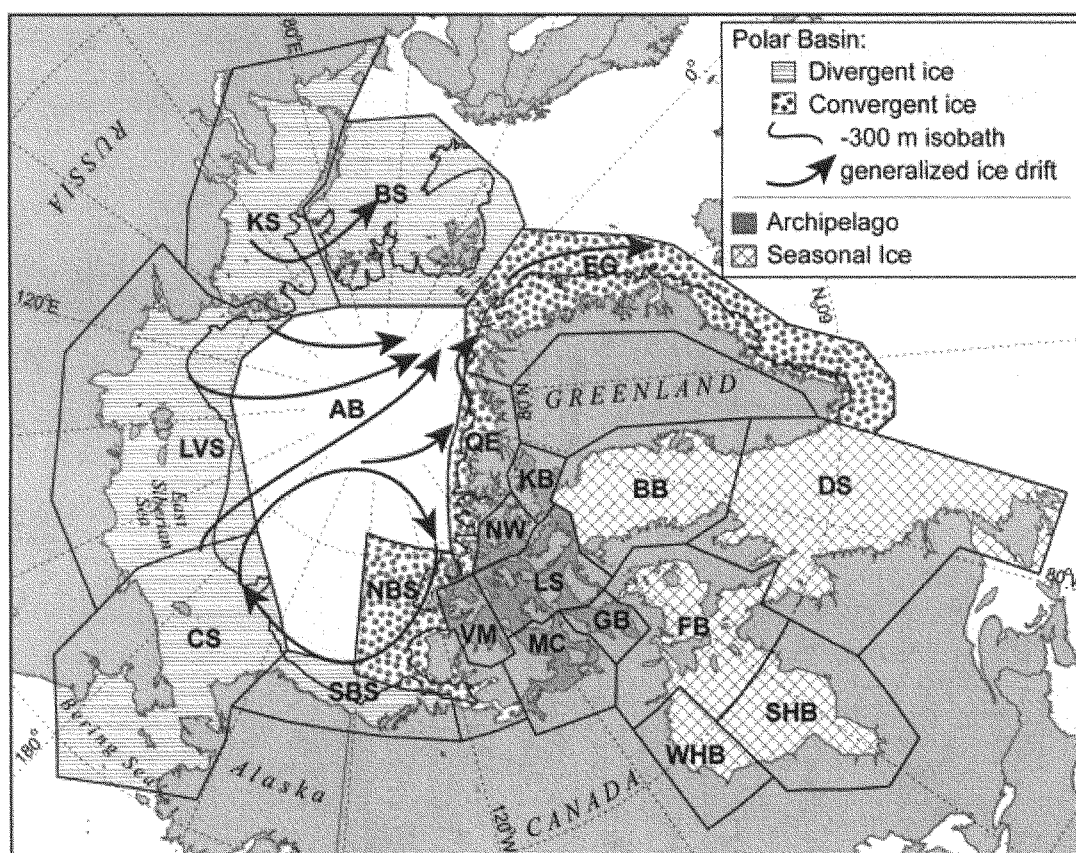 Polar Basin:
Divergent ice
Convergent ice
-300 m isobath
generalized ice drift
Archipelago
Seasonal Ice
80°E
0°
RUSSIA
KS
BS
EG
120°E
60°N
80°N
GREENLAND
AB
QE
LVS
East
Siberian
Sea
KB
BB
DS
NW
80°W
NBS
LS
VM
GB
FB
CS
MC
SBS
SHB
WHB
Bering Sea
180°
Alaska
CANADA
120°W